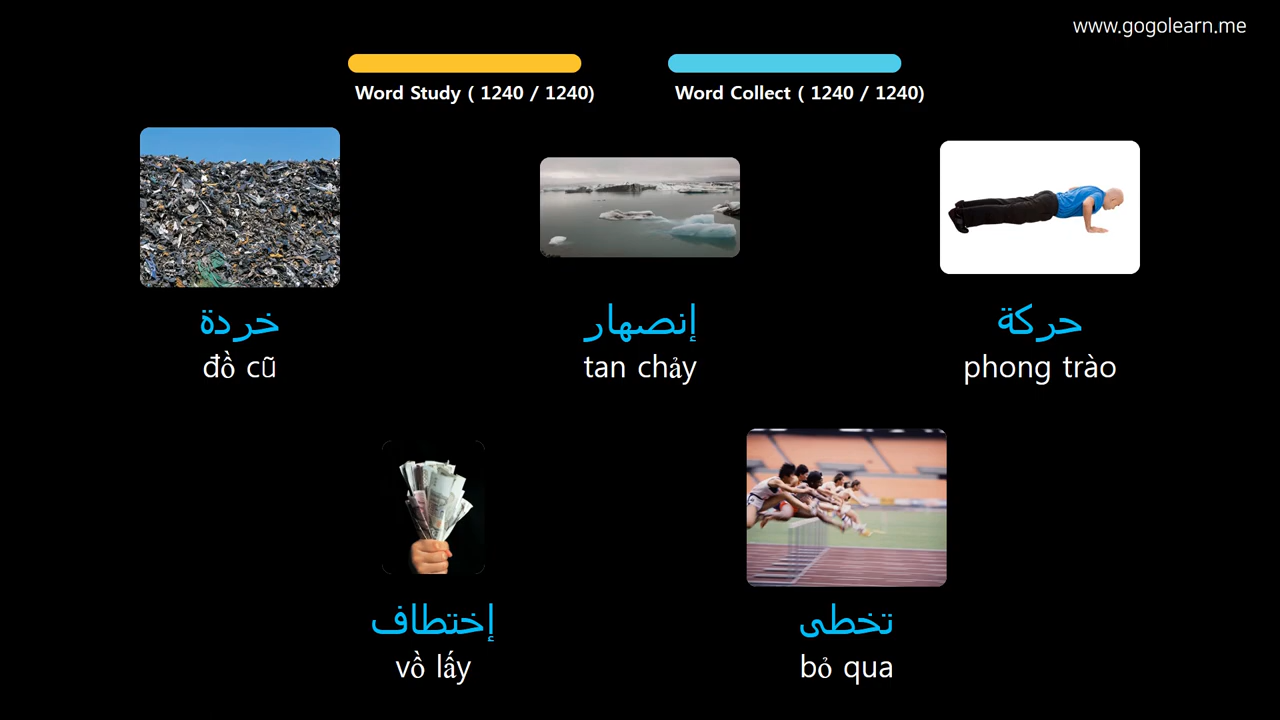 www.gogolearn.me
Word Study ( 1240 / 1240)
Word Collect ( 1240 / 1240)
خردة
đồ cũ
إنصهار
tan chảy
حركة
phong trào
إختطاف
vồ lấy
تخطى
bỏ qua